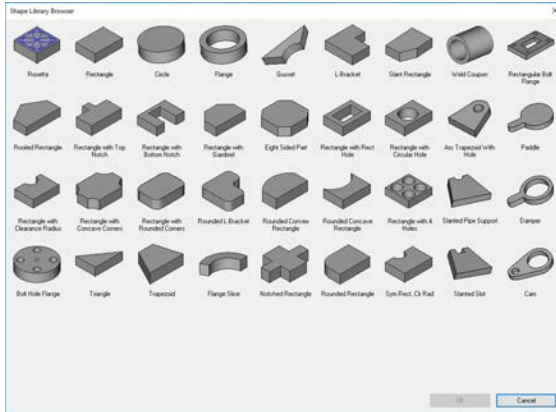 Shape Library Browser
Rosetta
Rectangle
Circle
Flange
Gusset
L-Bracket
Slant Rectangle
Weld Coupon
Rectangular Bolt
Flange
Roofed Rectangle
Rectangle with Top
Notch
Rectangle with
Bottom Notch
Rectangle with
Gambrel
Eight Sided Part
Rectangle with Rect
Hole
Rectangle with
Circular Hole
Arc Trapezoid With
Hole
Paddle
Rectangle with
Clearance Radius
Rectangle with
Concave Corners
Rectangle with
Rounded Corners
Rounded L-Bracket
Rounded Convex
Rectangle
Rounded Concave
Rectangle
Rectangle with 4
Holes
Slanted Pipe Support
Damper
Bolt Hole Flange
Triangle
Trapezoid
Flange Slice
Notched Rectangle
Rounded Rectangle
Sym Rect, Clr Rad
Slanted Slot
Cam
OK
Cancel